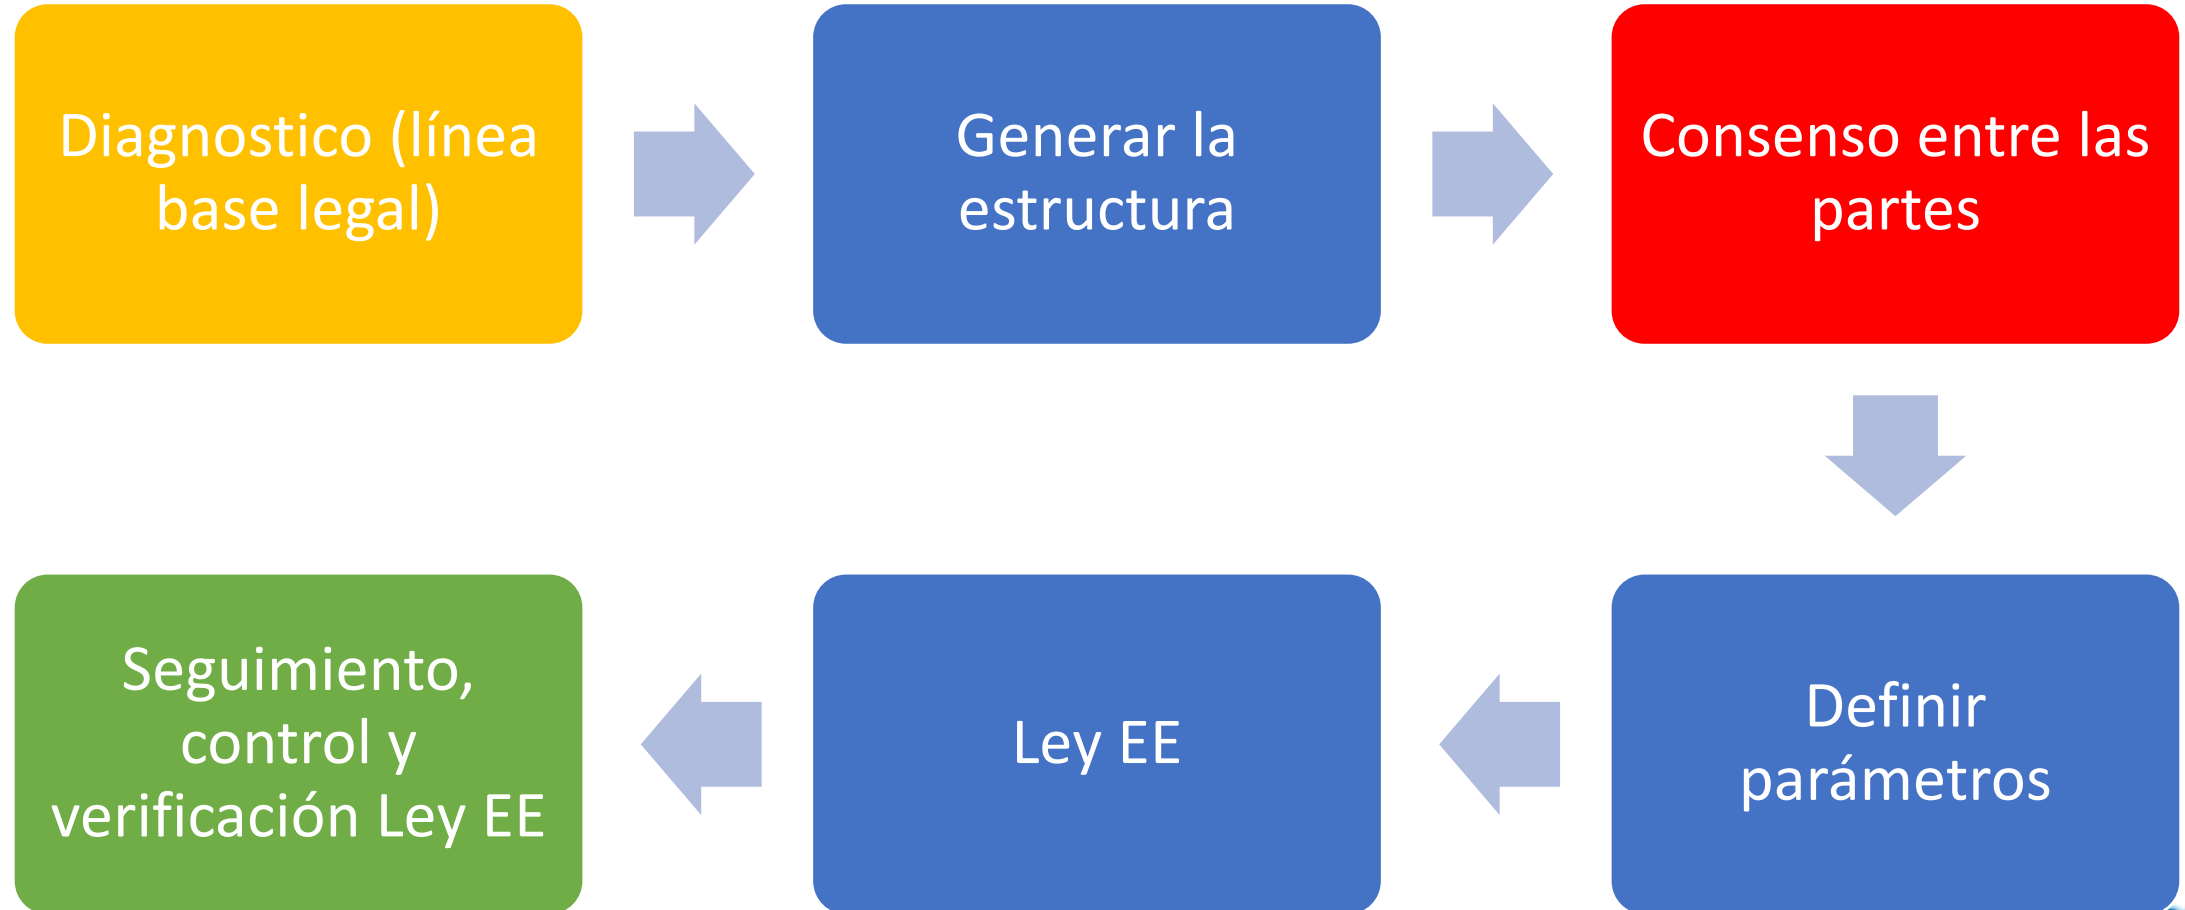 Diagnostico (línea
base legal)
Generar la
estructura
Consenso entre las
partes
Definir
parámetros
Ley EE
Seguimiento,
control y
verificación Ley EE